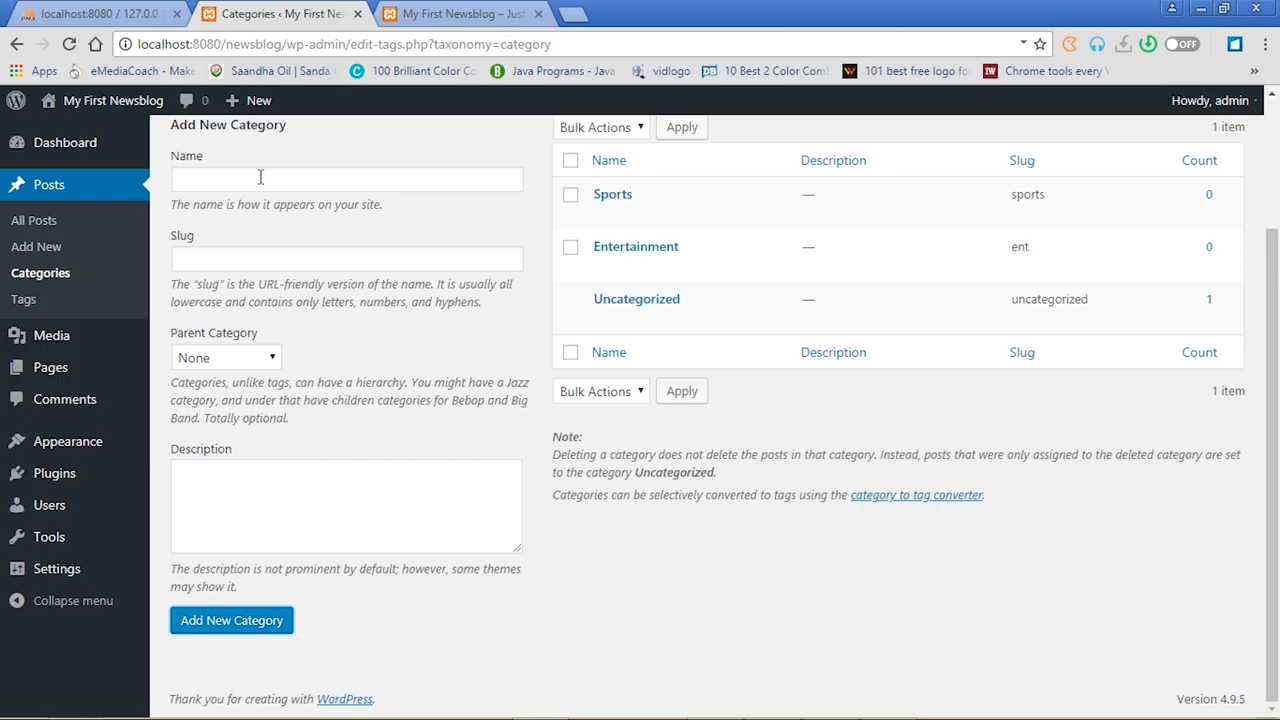 localhost:8080 / 127.0.0.
Categories ‹ My First Ne
My First Newsblog – Jus
localhost:8080/newsblog/wp-admin/edit-tags.php?taxonomy=category
OFF
Apps
eMediaCoach - Make
Saandha Oil | Sanda
100 Brilliant Color Co
Java Programs - Java
vidlogo
10 Best 2 Color Comb
101 best free logo fo
Chrome tools every W
My First Newsblog
0
New
Howdy, admin
Dashboard
Posts
All Posts
Add New
Categories
Tags
Media
Pages
Comments
Appearance
Plugins
Users
Tools
Settings
Collapse menu
Add New Category
Name
The name is how it appears on your site.
Slug
The “slug” is the URL-friendly version of the name. It is usually all
lowercase and contains only letters, numbers, and hyphens.
Parent Category
None
Categories, unlike tags, can have a hierarchy. You might have a Jazz
category, and under that have children categories for Bebop and Big
Band. Totally optional.
Description
The description is not prominent by default; however, some themes
may show it.
Add New Category
Bulk Actions
Apply
1 item
Name Description Slug Count
Sports — sports 0
Entertainment — ent 0
Uncategorized — uncategorized 1
Name Description Slug Count
Bulk Actions
Apply
1 item
Note:
Deleting a category does not delete the posts in that category. Instead, posts that were only assigned to the deleted category are set
to the category Uncategorized.
Categories can be selectively converted to tags using the category to tag converter.
Thank you for creating with WordPress.
Version 4.9.5